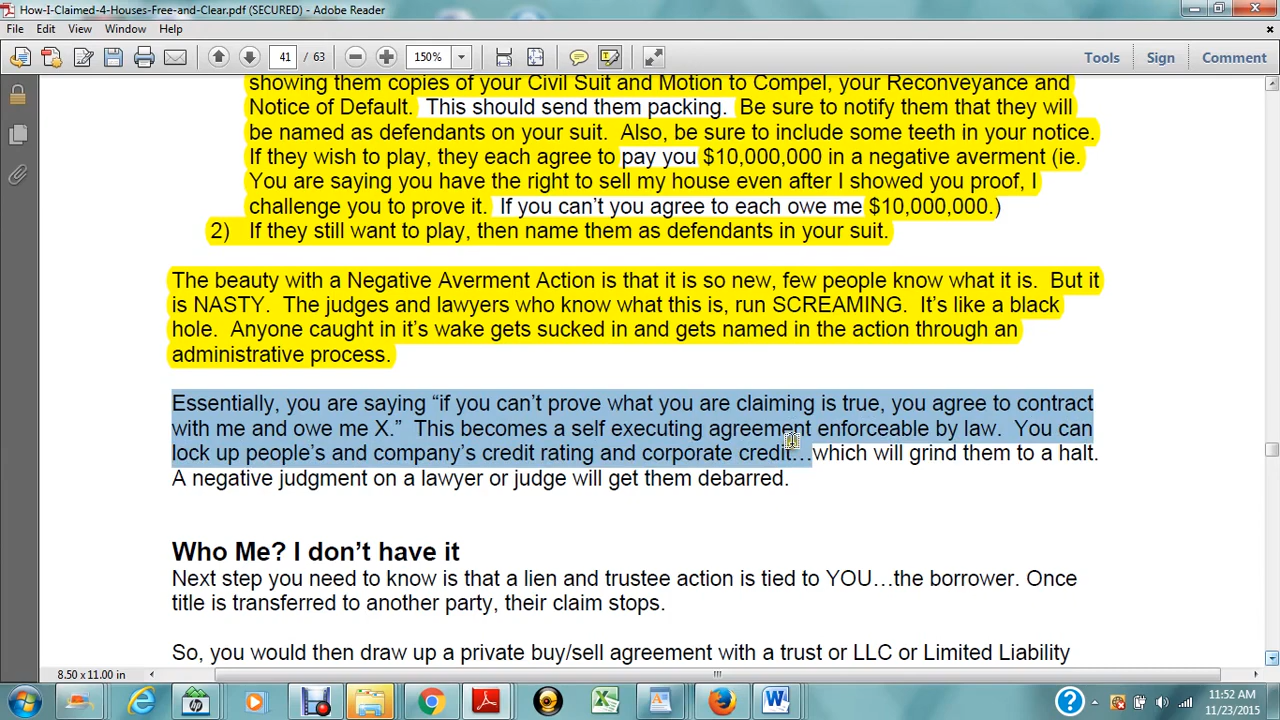 How-I-Claimed-4-Houses-Free-and-Clear.pdf (SECURED) - Adobe Reader
File Edit View Window Help
41 / 63 150% Tools Sign Comment
showing them copies of your Civil Suit and Motion to Compel, your Reconveyance and
Notice of Default. This should send them packing. Be sure to notify them that they will
be named as defendants on your suit. Also, be sure to include some teeth in your notice.
If they wish to play, they each agree to pay you $10,000,000 in a negative averment (ie.
You are saying you have the right to sell my house even after I showed you proof, I
challenge you to prove it. If you can't you agree to each owe me $10,000,000.)
2) If they still want to play, then name them as defendants in your suit.
The beauty with a Negative Averment Action is that it is so new, few people know what it is. But it
is NASTY. The judges and lawyers who know what this is, run SCREAMING. It's like a black
hole. Anyone caught in it's wake gets sucked in and gets named in the action through an
administrative process.
Essentially, you are saying “if you can't prove what you are claiming is true, you agree to contract
with me and owe me X.” This becomes a self executing agreement enforceable by law. You can
lock up people's and company's credit rating and corporate credit…which will grind them to a halt.
A negative judgment on a lawyer or judge will get them debarred.
Who Me? I don't have it
Next step you need to know is that a lien and trustee action is tied to YOU…the borrower. Once
title is transferred to another party, their claim stops.
So, you would then draw up a private buy/sell agreement with a trust or LLC or Limited Liability
8.50 x 11.00 in
11:52 AM
11/23/2015